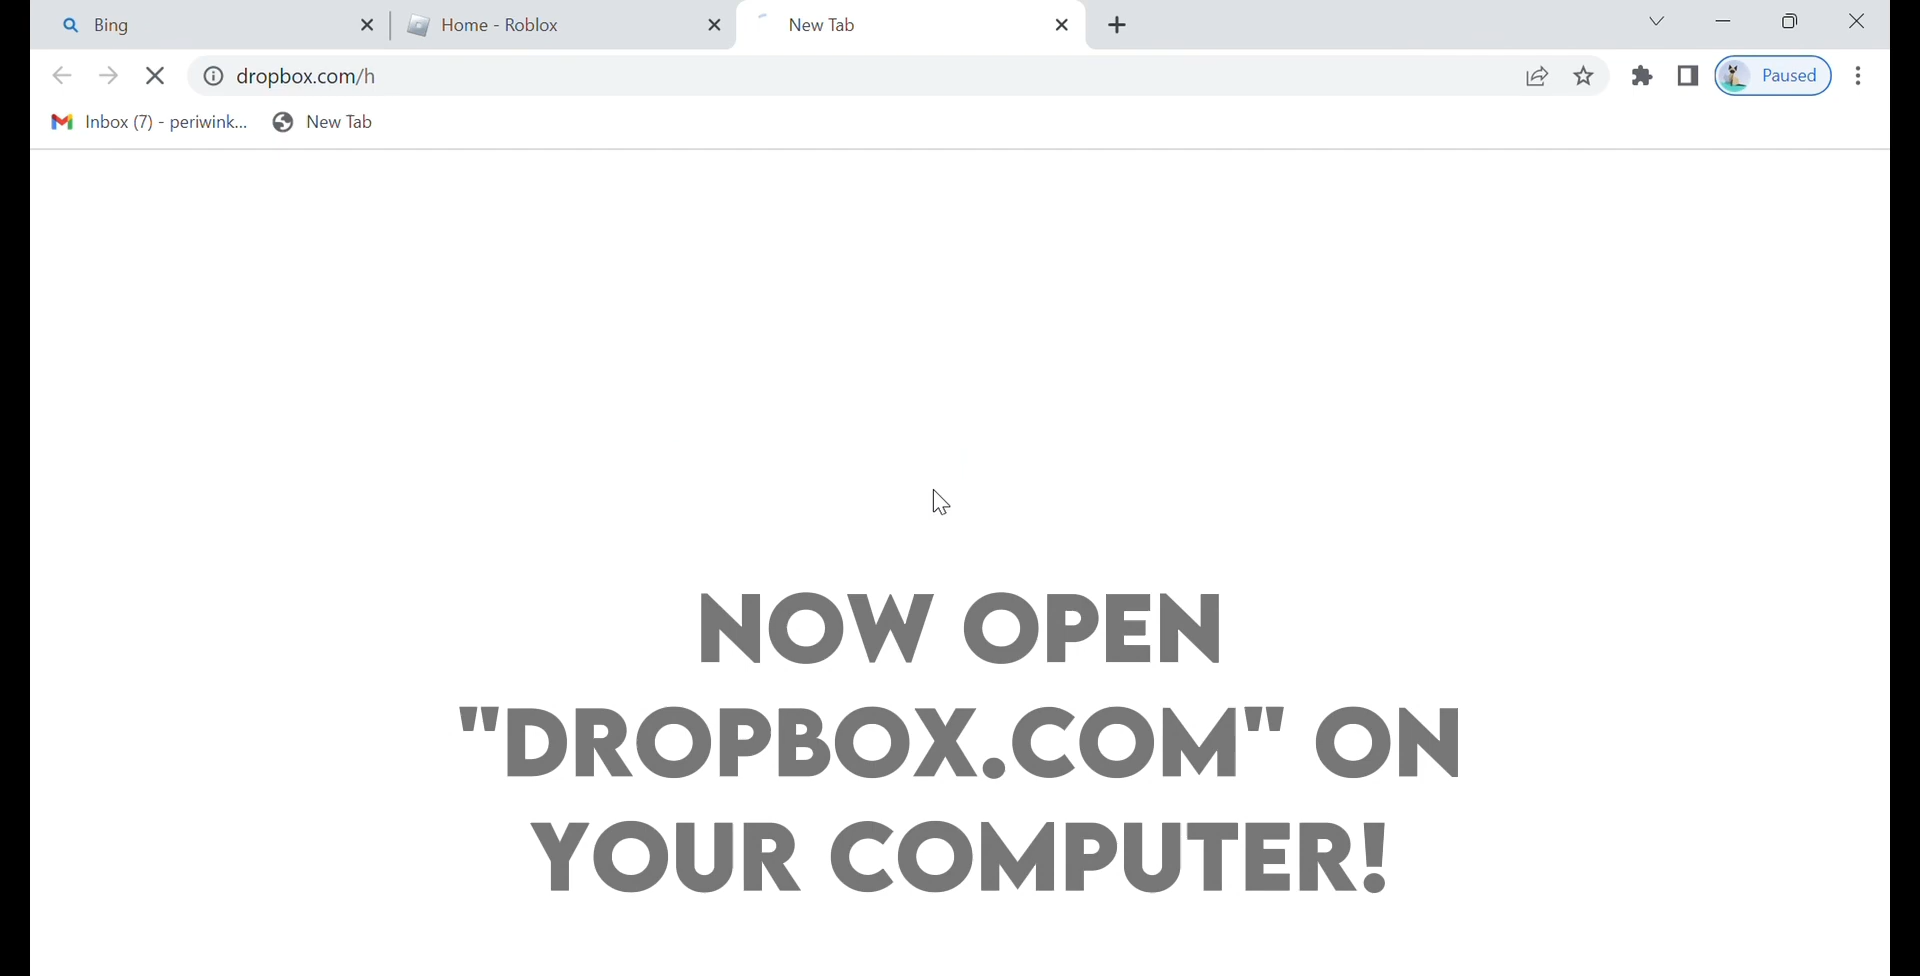 Bing
Home - Roblox
New Tab
dropbox.com/h
Paused
Inbox (7) - periwink...
New Tab
NOW OPEN
"DROPBOX.COM" ON
YOUR COMPUTER!